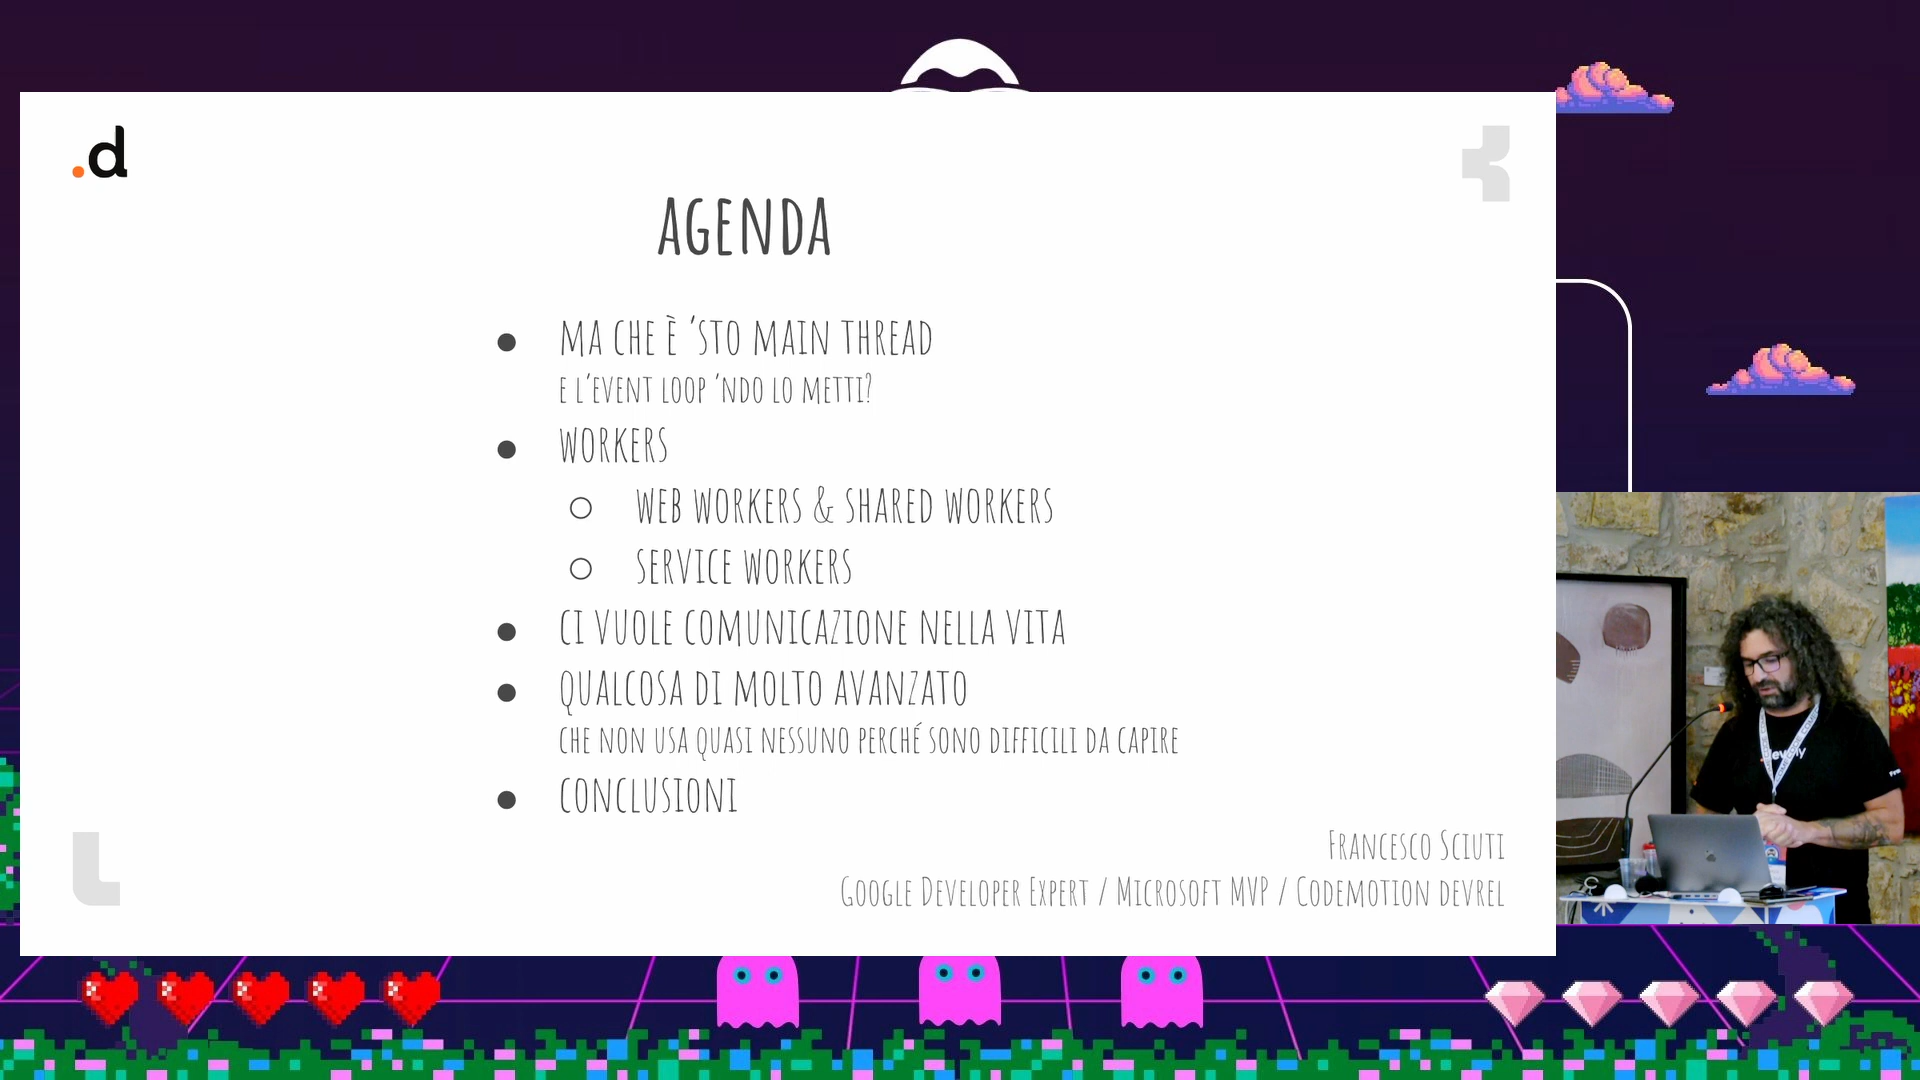 .d
AGENDA
● MA CHE È 'STO MAIN THREAD
E L'EVENT LOOP 'NDO LO METTI?
● WORKERS
○ WEB WORKERS & SHARED WORKERS
○ SERVICE WORKERS
● CI VUOLE COMUNICAZIONE NELLA VITA
● QUALCOSA DI MOLTO AVANZATO
CHE NON USA QUASI NESSUNO PERCHÉ SONO DIFFICILI DA CAPIRE
● CONCLUSIONI
FRANCESCO SCIUTI
GOOGLE DEVELOPER EXPERT / MICROSOFT MVP / CODEMOTION DEVREL